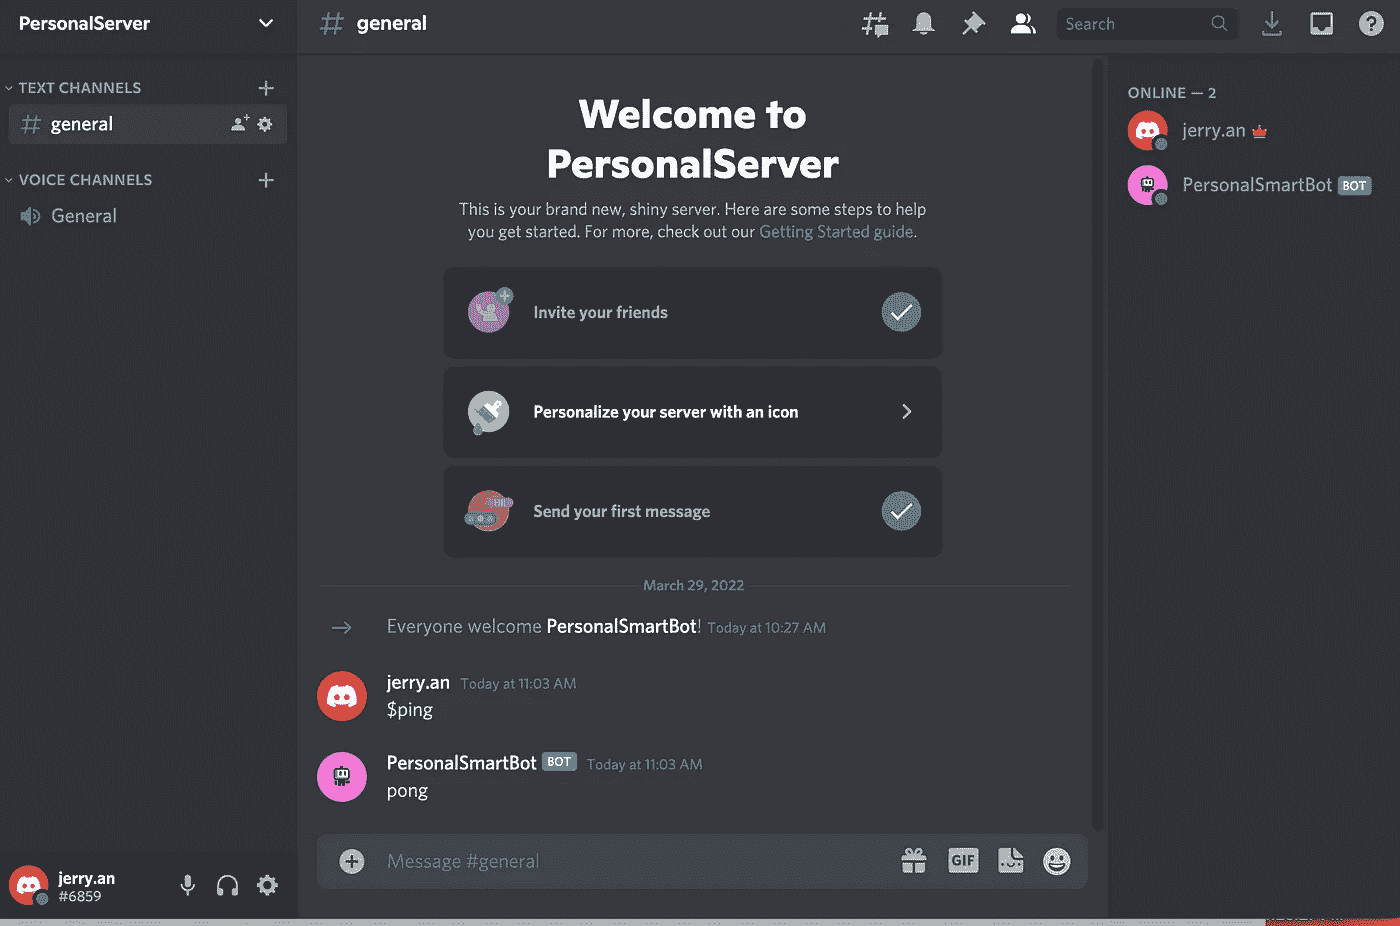 PersonalServer
TEXT CHANNELS
general
VOICE CHANNELS
General
jerry.an
#6859
general
Search
Welcome to
PersonalServer
This is your brand new, shiny server. Here are some steps to help
you get started. For more, check out our Getting Started guide.
Invite your friends
Personalize your server with an icon
Send your first message
March 29, 2022
Everyone welcome PersonalSmartBot! Today at 10:27 AM
jerry.an Today at 11:03 AM
$ping
PersonalSmartBot BOT Today at 11:03 AM
pong
Message #general
GIF
ONLINE — 2
jerry.an
PersonalSmartBot BOT